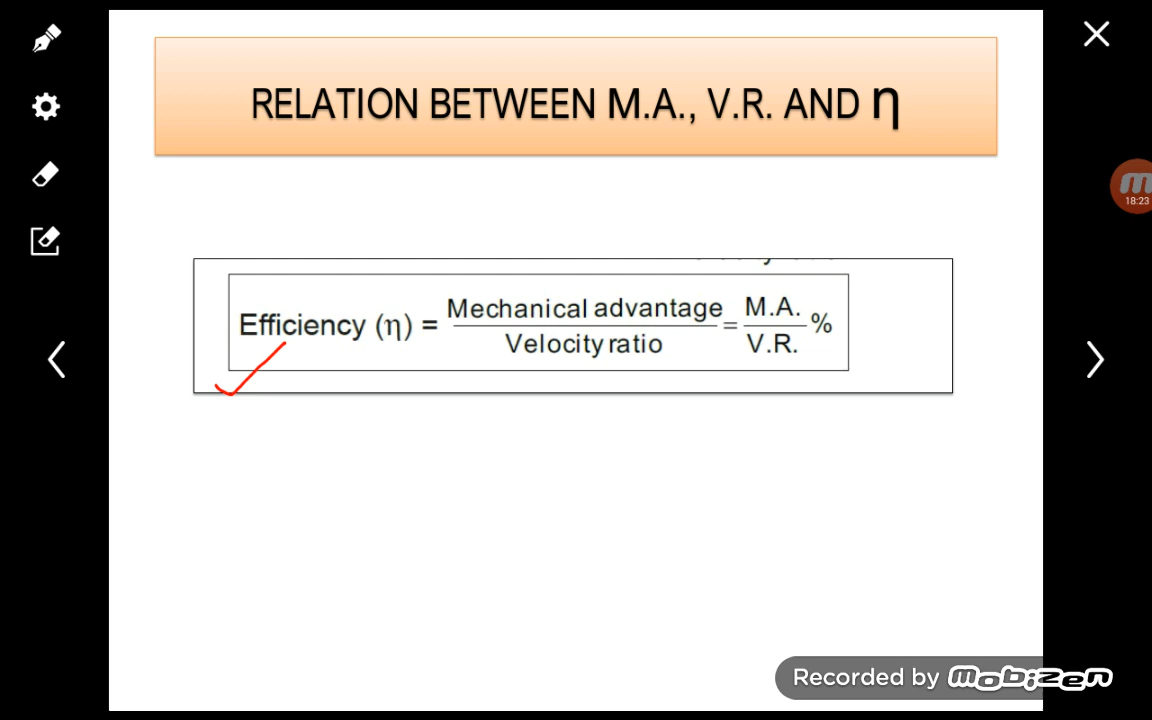 RELATION BETWEEN M.A., V.R. AND η
18:23
Efficiency (η) = Mechanical advantage / Velocity ratio = M.A. / V.R. %
Recorded by Mobizen